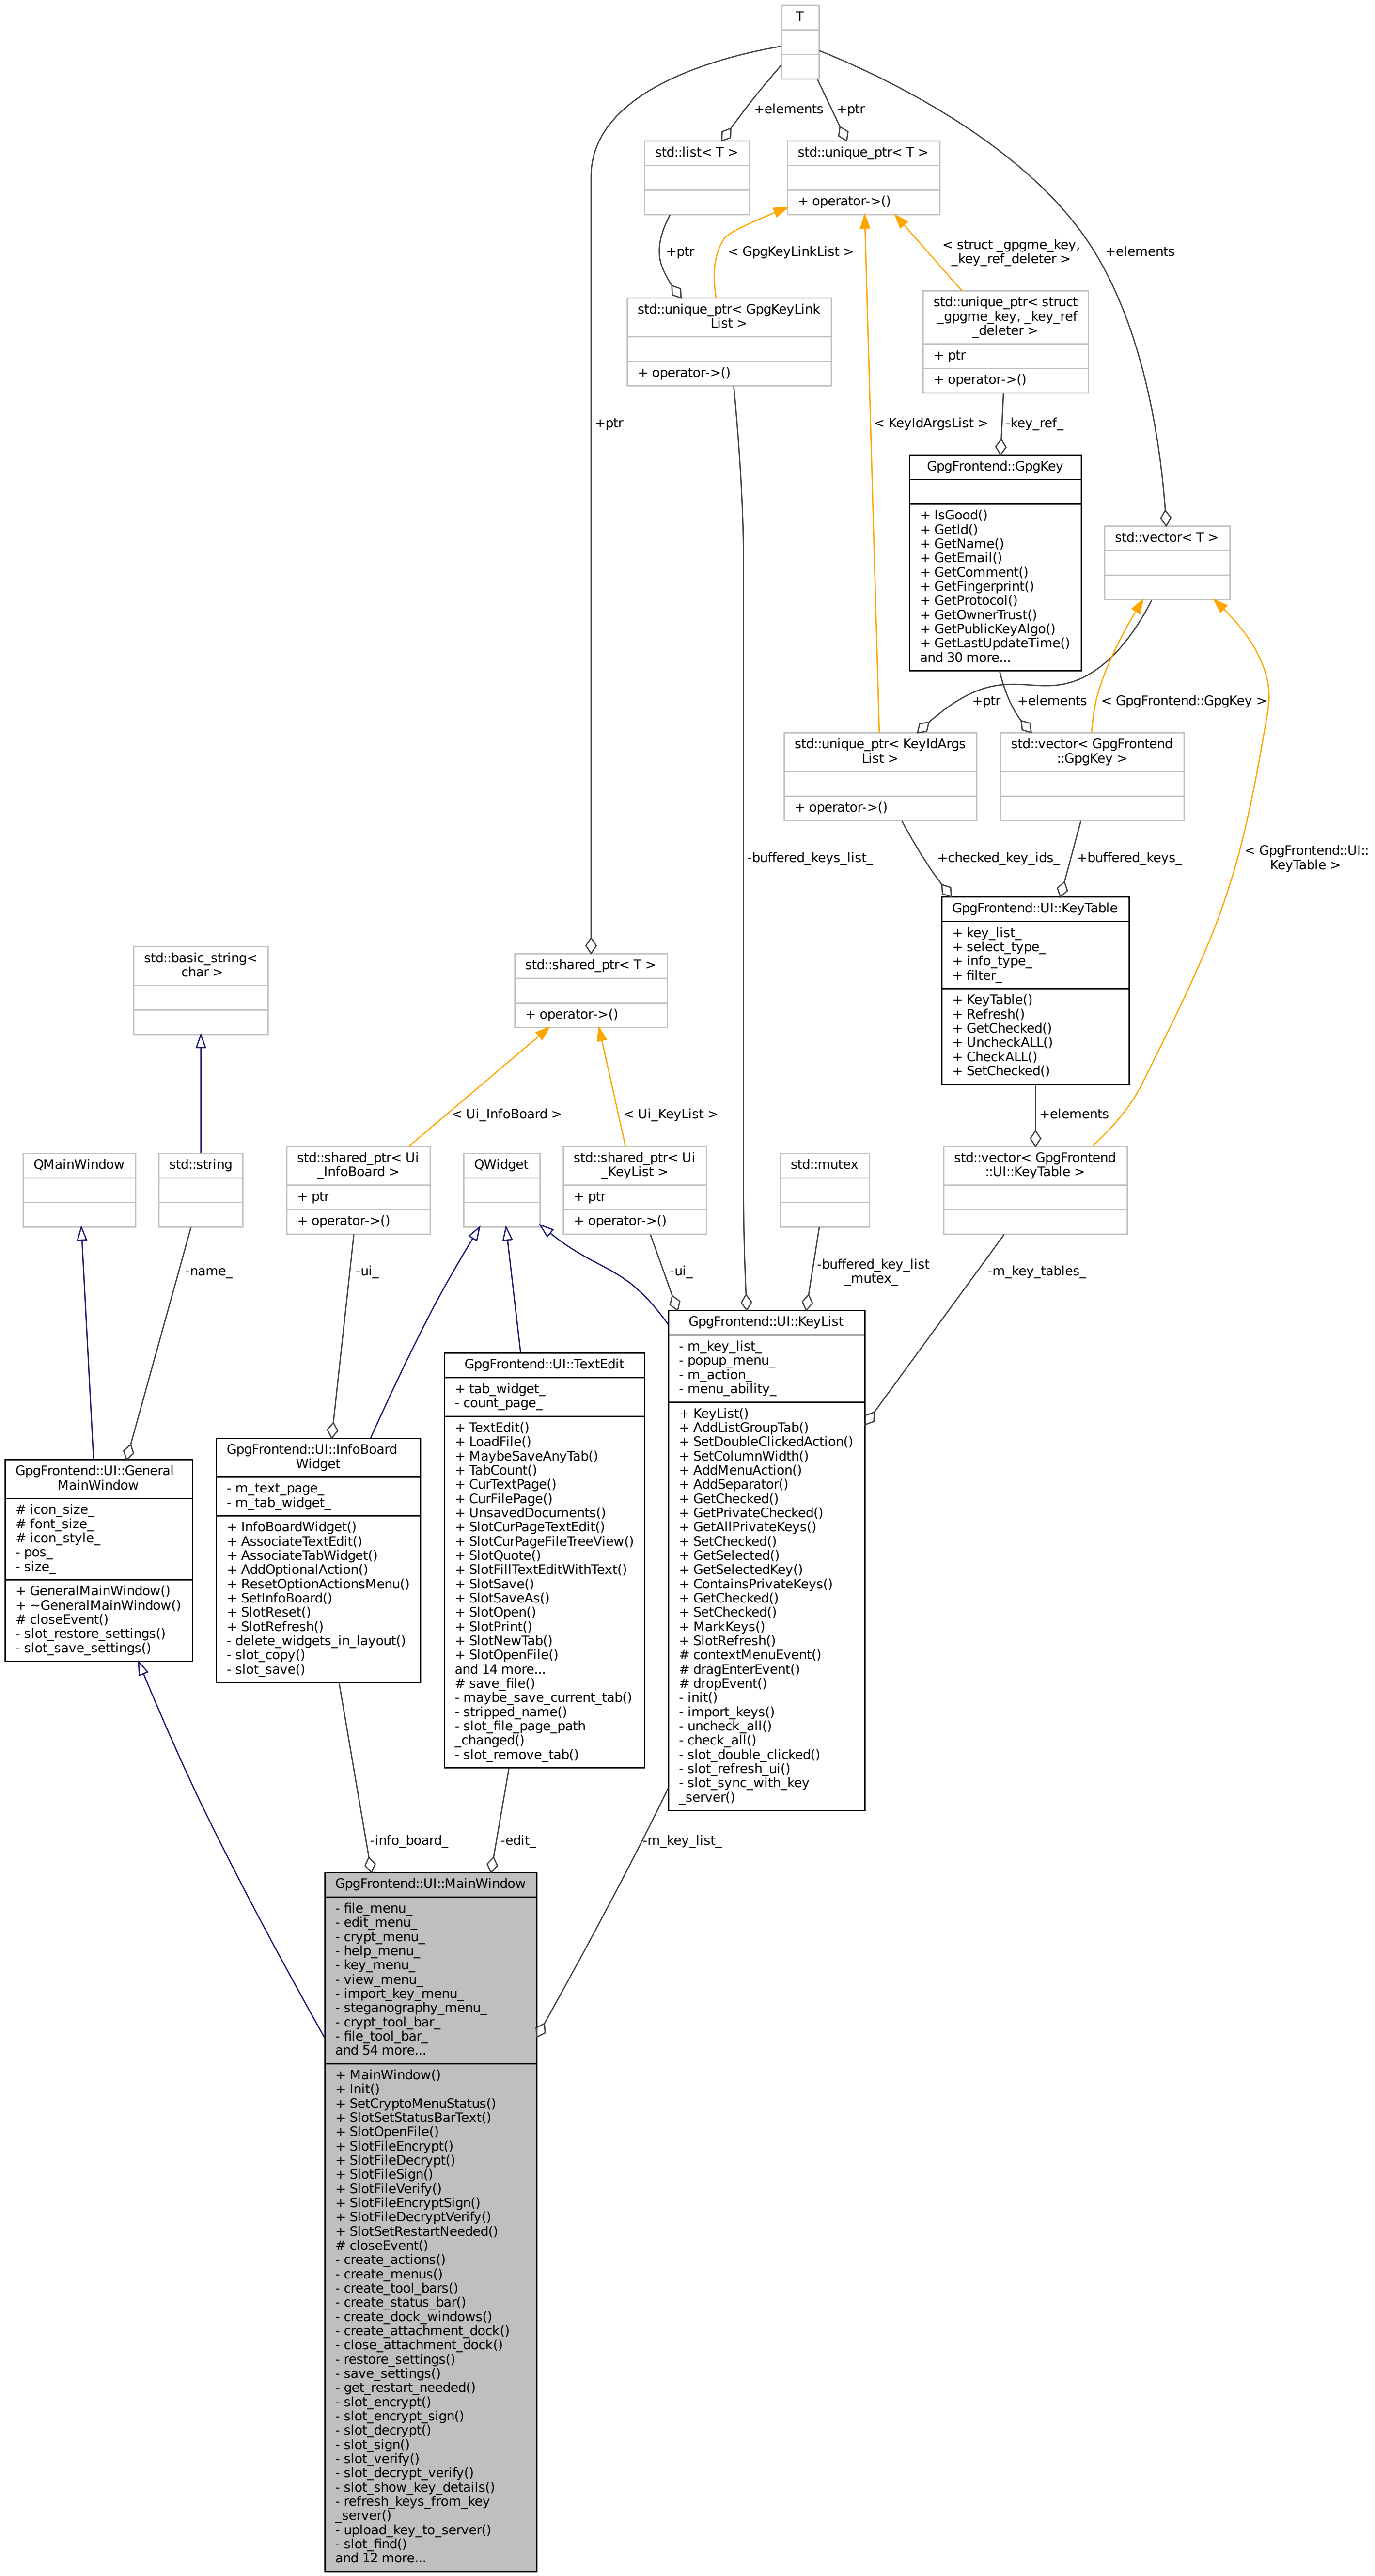 T
+elements
+ptr
std::list< T >
std::unique_ptr< T >
+ operator->()
+ptr
< GpgKeyLinkList >
< struct _gpgme_key,
_key_ref_deleter >
+elements
std::unique_ptr< GpgKeyLink
List >
+ operator->()
std::unique_ptr< struct
_gpgme_key, _key_ref
_deleter >
+ ptr
+ operator->()
+ptr
< KeyIdArgsList >
-key_ref_
GpgFrontend::GpgKey
+ IsGood()
+ GetId()
+ GetName()
+ GetEmail()
+ GetComment()
+ GetFingerprint()
+ GetProtocol()
+ GetOwnerTrust()
+ GetPublicKeyAlgo()
+ GetLastUpdateTime()
and 30 more...
std::vector< T >
+ptr
+elements
< GpgFrontend::GpgKey >
std::unique_ptr< KeyIdArgs
List >
+ operator->()
std::vector< GpgFrontend
::GpgKey >
-buffered_keys_list_
+checked_key_ids_
+buffered_keys_
< GpgFrontend::UI::
KeyTable >
GpgFrontend::UI::KeyTable
+ key_list_
+ select_type_
+ info_type_
+ filter_
+ KeyTable()
+ Refresh()
+ GetChecked()
+ UncheckALL()
+ CheckALL()
+ SetChecked()
std::basic_string<
char >
std::shared_ptr< T >
+ operator->()
< Ui_InfoBoard >
< Ui_KeyList >
+elements
QMainWindow
std::string
std::shared_ptr< Ui
_InfoBoard >
+ ptr
+ operator->()
QWidget
std::shared_ptr< Ui
_KeyList >
+ ptr
+ operator->()
std::mutex
std::vector< GpgFrontend
::UI::KeyTable >
-name_
-ui_
-ui_
-buffered_key_list
_mutex_
-m_key_tables_
GpgFrontend::UI::General
MainWindow
# icon_size_
# font_size_
# icon_style_
- pos_
- size_
+ GeneralMainWindow()
+ ~GeneralMainWindow()
# closeEvent()
- slot_restore_settings()
- slot_save_settings()
GpgFrontend::UI::InfoBoard
Widget
- m_text_page_
- m_tab_widget_
+ InfoBoardWidget()
+ AssociateTextEdit()
+ AssociateTabWidget()
+ AddOptionalAction()
+ ResetOptionActionsMenu()
+ SetInfoBoard()
+ SlotReset()
+ SlotRefresh()
- delete_widgets_in_layout()
- slot_copy()
- slot_save()
GpgFrontend::UI::TextEdit
+ tab_widget_
- count_page_
+ TextEdit()
+ LoadFile()
+ MaybeSaveAnyTab()
+ TabCount()
+ CurTextPage()
+ CurFilePage()
+ UnsavedDocuments()
+ SlotCurPageTextEdit()
+ SlotCurPageFileTreeView()
+ SlotQuote()
+ SlotFillTextEditWithText()
+ SlotSave()
+ SlotSaveAs()
+ SlotOpen()
+ SlotPrint()
+ SlotNewTab()
+ SlotOpenFile()
and 14 more...
# save_file()
- maybe_save_current_tab()
- stripped_name()
- slot_file_page_path
_changed()
- slot_remove_tab()
GpgFrontend::UI::KeyList
- m_key_list_
- popup_menu_
- m_action_
- menu_ability_
+ KeyList()
+ AddListGroupTab()
+ SetDoubleClickedAction()
+ SetColumnWidth()
+ AddMenuAction()
+ AddSeparator()
+ GetChecked()
+ GetPrivateChecked()
+ GetAllPrivateKeys()
+ SetChecked()
+ GetSelected()
+ GetSelectedKey()
+ ContainsPrivateKeys()
+ GetChecked()
+ SetChecked()
+ MarkKeys()
+ SlotRefresh()
# contextMenuEvent()
# dragEnterEvent()
# dropEvent()
- init()
- import_keys()
- uncheck_all()
- check_all()
- slot_double_clicked()
- slot_refresh_ui()
- slot_sync_with_key
_server()
-info_board_
-edit_
-m_key_list_
GpgFrontend::UI::MainWindow
- file_menu_
- edit_menu_
- crypt_menu_
- help_menu_
- key_menu_
- view_menu_
- import_key_menu_
- steganography_menu_
- crypt_tool_bar_
- file_tool_bar_
and 54 more...
+ MainWindow()
+ Init()
+ SetCryptoMenuStatus()
+ SlotSetStatusBarText()
+ SlotOpenFile()
+ SlotFileEncrypt()
+ SlotFileDecrypt()
+ SlotFileSign()
+ SlotFileVerify()
+ SlotFileEncryptSign()
+ SlotFileDecryptVerify()
+ SlotSetRestartNeeded()
# closeEvent()
- create_actions()
- create_menus()
- create_tool_bars()
- create_status_bar()
- create_dock_windows()
- create_attachment_dock()
- close_attachment_dock()
- restore_settings()
- save_settings()
- get_restart_needed()
- slot_encrypt()
- slot_encrypt_sign()
- slot_decrypt()
- slot_sign()
- slot_verify()
- slot_decrypt_verify()
- slot_show_key_details()
- refresh_keys_from_key
_server()
- upload_key_to_server()
- slot_find()
and 12 more...